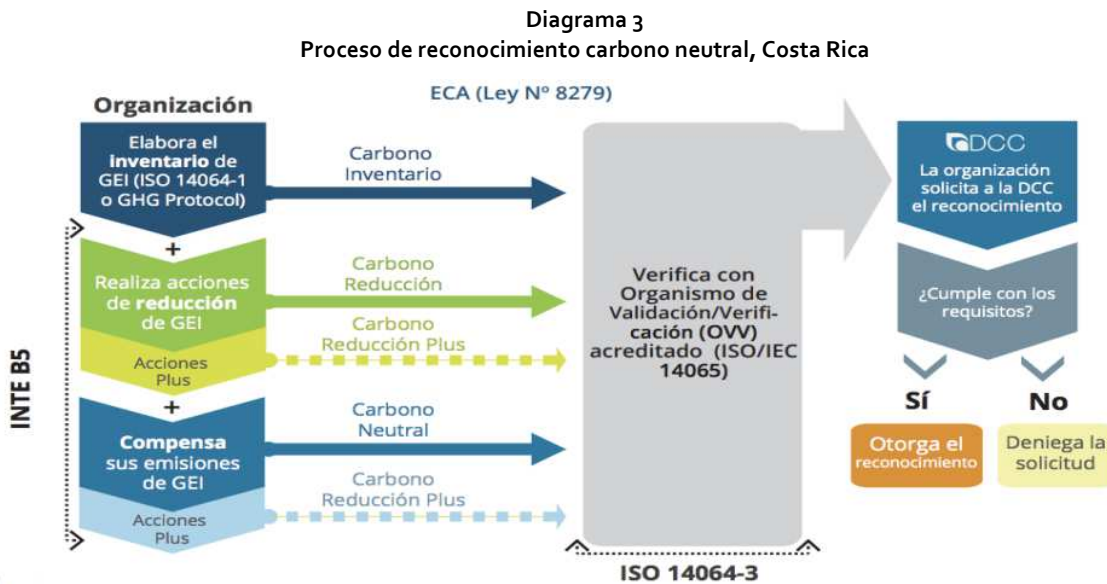 Diagrama 3
Proceso de reconocimiento carbono neutral, Costa Rica
ECA (Ley Nº 8279)
Organización
Elabora el
inventario de
GEI (ISO 14064-1
o GHG Protocol)
Carbono
Inventario
+
Realiza acciones
de reducción
de GEI
Carbono
Reducción
Acciones
Plus
Carbono
Reducción Plus
+
Compensa
sus emisiones
de GEI
Carbono
Neutral
Acciones
Plus
Carbono
Reducción Plus
INTE B5
Verifica con
Organismo de
Validación/Verifi-
cación (OVV)
acreditado (ISO/IEC
14065)
ISO 14064-3
DCC
La organización
solicita a la DCC
el reconocimiento
¿Cumple con los
requisitos?
Sí
No
Otorga el
reconocimiento
Deniega la
solicitud